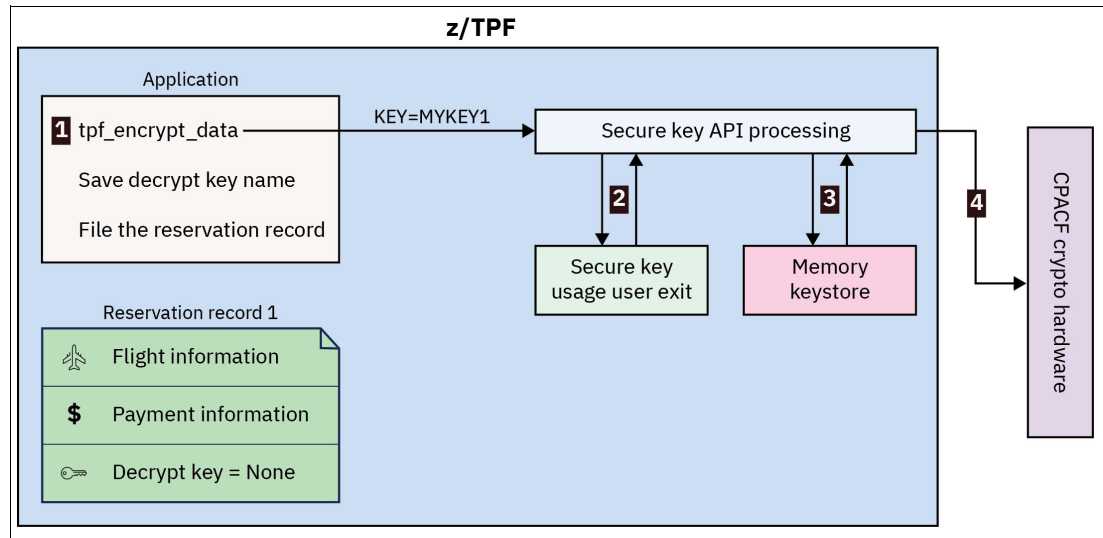 z/TPF
Application
1 tpf_encrypt_data
KEY=MYKEY1
Secure key API processing
Save decrypt key name
File the reservation record
2
3
4
Secure key
usage user exit
Memory
keystore
CPACF crypto hardware
Reservation record 1
Flight information
$ Payment information
Decrypt key = None